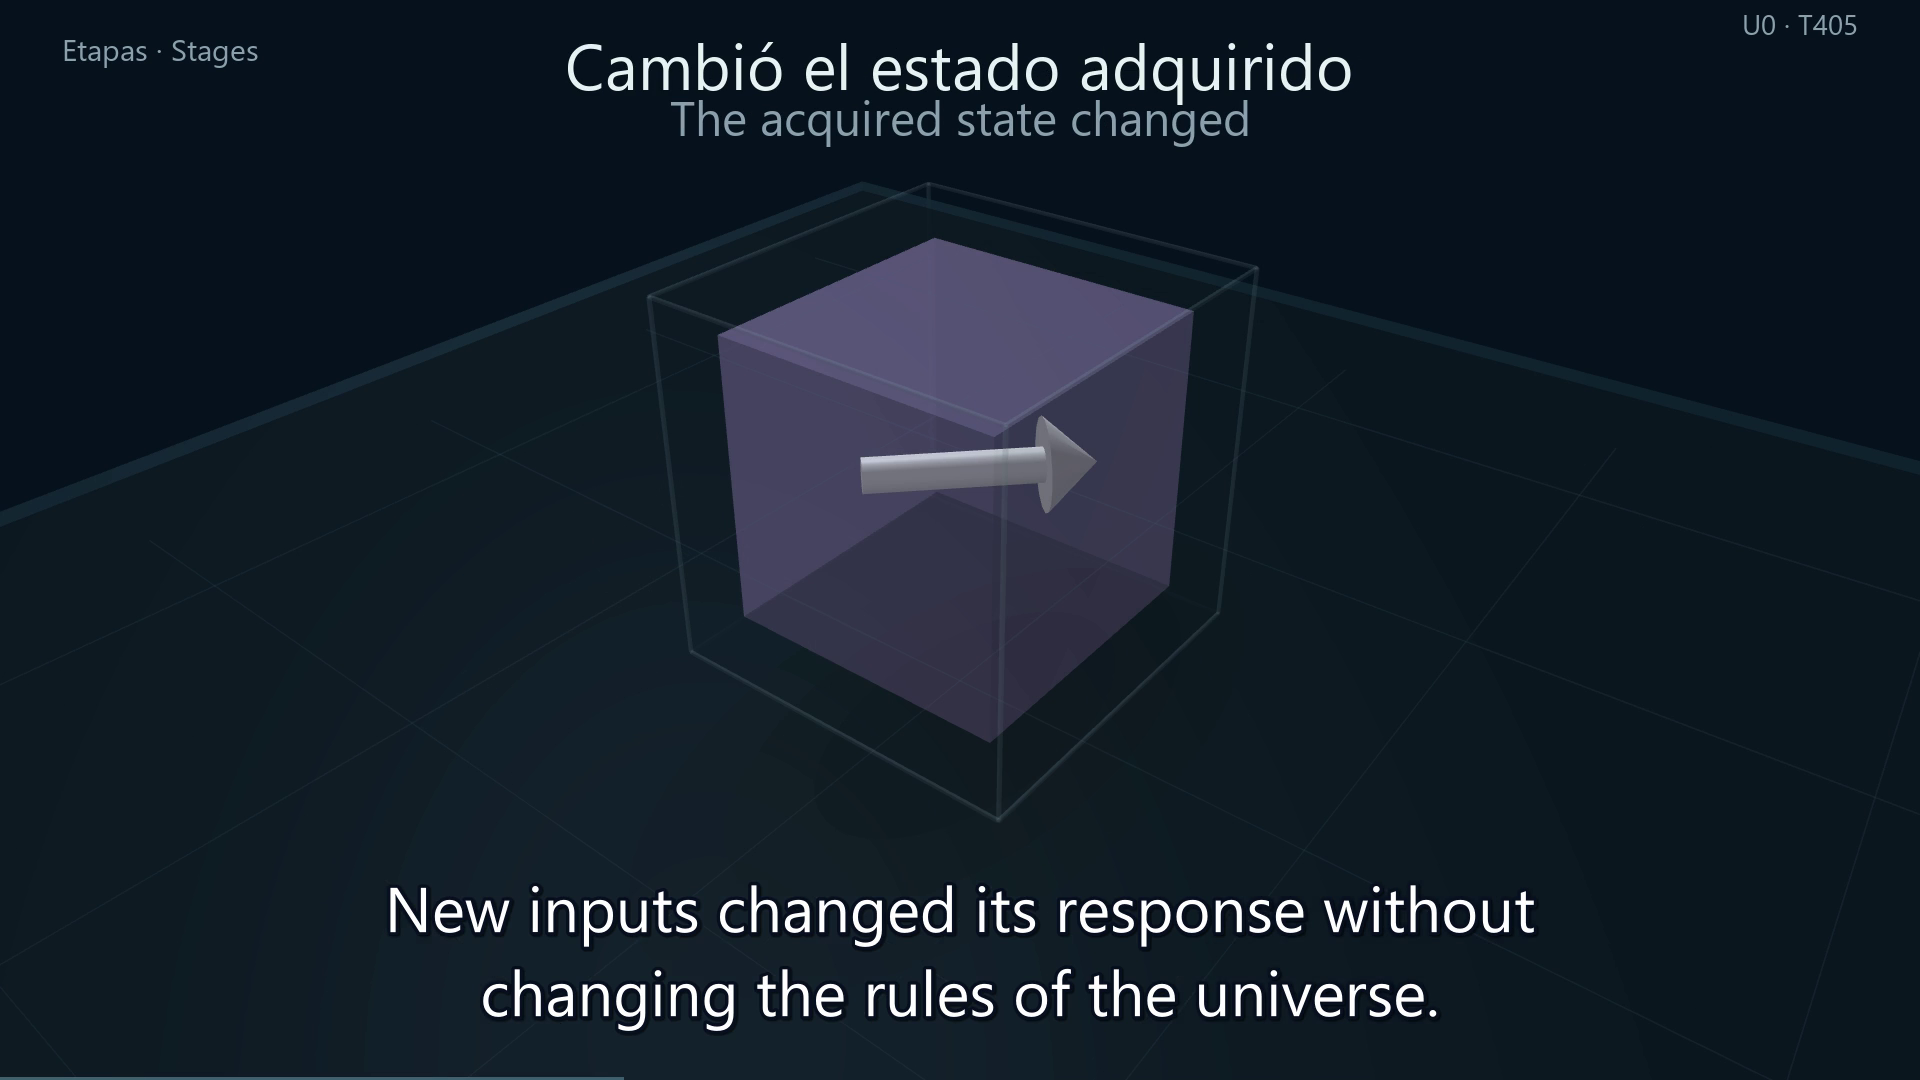 Etapas · Stages
U0 · T405
Cambió el estado adquirido
The acquired state changed
New inputs changed its response without
changing the rules of the universe.